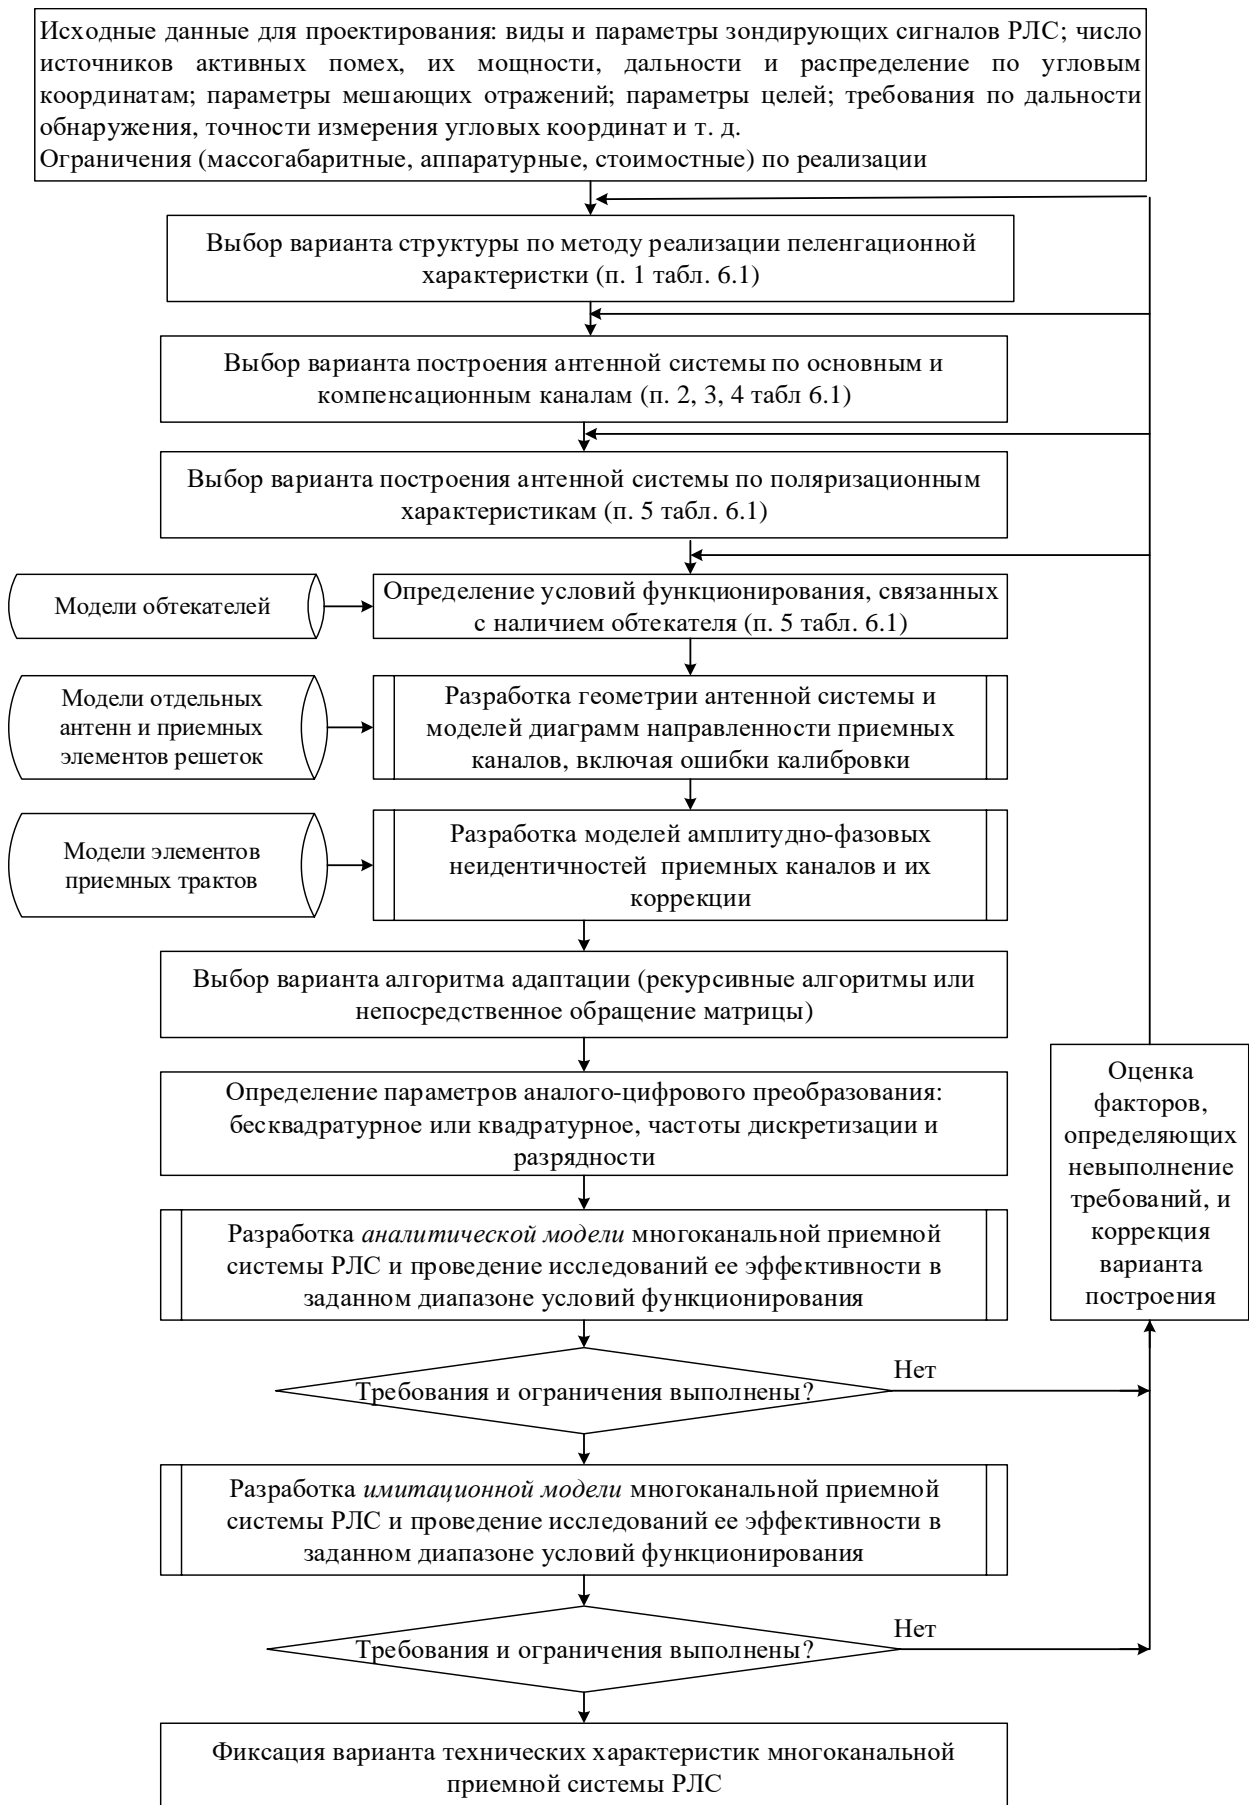 Исходные данные для проектирования: виды и параметры зондирующих сигналов РЛС; число
источников активных помех, их мощности, дальности и распределение по угловым
координатам; параметры мешающих отражений; параметры целей; требования по дальности
обнаружения, точности измерения угловых координат и т. д.
Ограничения (массогабаритные, аппаратурные, стоимостные) по реализации
Выбор варианта структуры по методу реализации пеленгационной
характеристки (п. 1 табл. 6.1)
Выбор варианта построения антенной системы по основным и
компенсационным каналам (п. 2, 3, 4 табл 6.1)
Выбор варианта построения антенной системы по поляризационным
характеристикам (п. 5 табл. 6.1)
Модели обтекателей
Определение условий функционирования, связанных
с наличием обтекателя (п. 5 табл. 6.1)
Модели отдельных
антенн и приемных
элементов решеток
Разработка геометрии антенной системы и
моделей диаграмм направленности приемных
каналов, включая ошибки калибровки
Модели элементов
приемных трактов
Разработка моделей амплитудно-фазовых
неидентичностей приемных каналов и их
коррекции
Выбор варианта алгоритма адаптации (рекурсивные алгоритмы или
непосредственное обращение матрицы)
Определение параметров аналого-цифрового преобразования:
бесквадратурное или квадратурное, частоты дискретизации и
разрядности
Оценка
факторов,
определяющих
невыполнение
требований, и
коррекция
варианта
построения
Разработка аналитической модели многоканальной приемной
системы РЛС и проведение исследований ее эффективности в
заданном диапазоне условий функционирования
Требования и ограничения выполнены?
Нет
Разработка имитационной модели многоканальной приемной
системы РЛС и проведение исследований ее эффективности в
заданном диапазоне условий функционирования
Требования и ограничения выполнены?
Нет
Фиксация варианта технических характеристик многоканальной
приемной системы РЛС